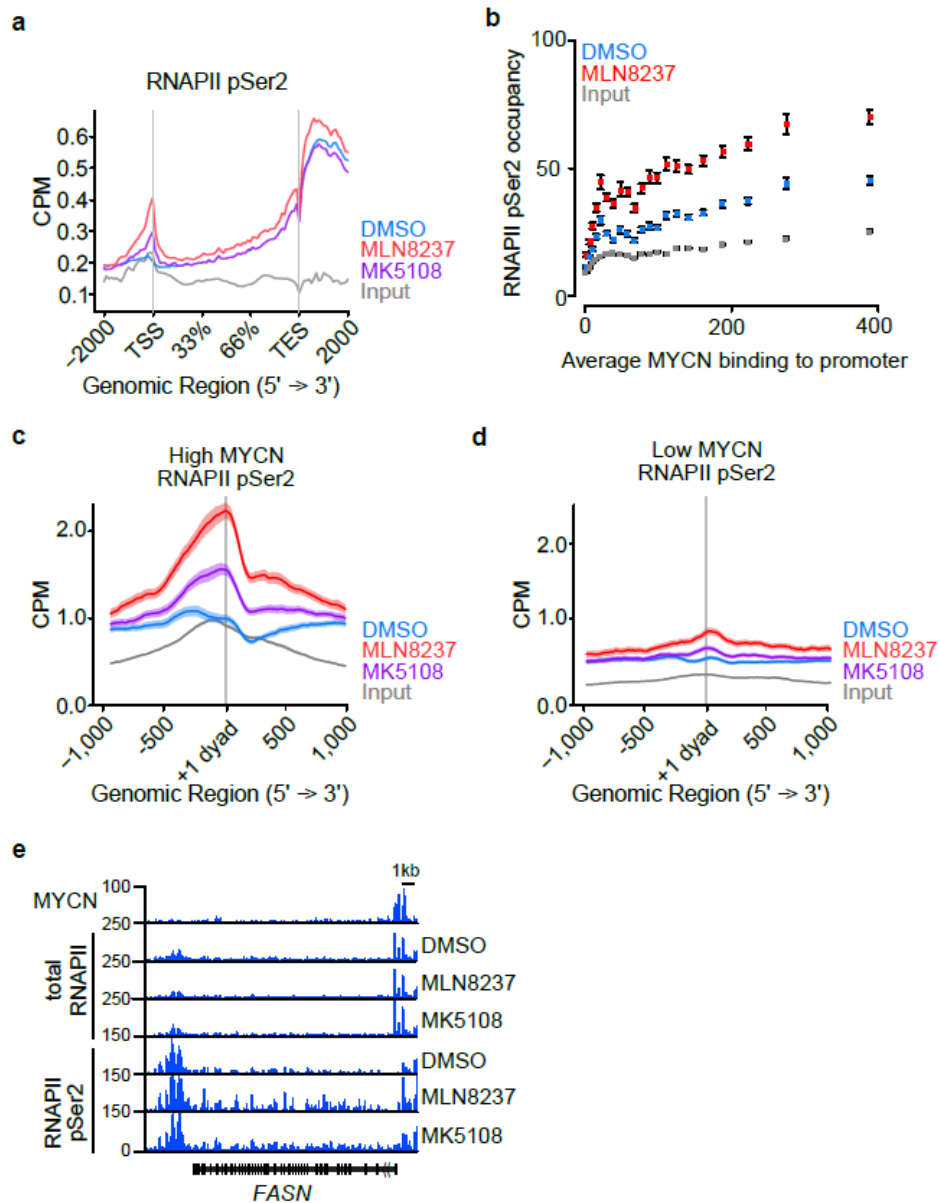 a
RNAPII pSer2
CPM
0.6
0.5
0.4
0.3
0.2
0.1
DMSO
MLN8237
MK5108
Input
−2000
TSS
33%
66%
TES
2000
Genomic Region (5' → 3')
b
RNAPII pSer2 occupancy
100
50
0
DMSO
MLN8237
Input
0
200
400
Average MYCN binding to promoter
c
High MYCN
RNAPII pSer2
CPM
2.0
1.0
0.0
DMSO
MLN8237
MK5108
Input
−1,000
-500
+1 dyad
500
1,000
Genomic Region (5' → 3')
d
Low MYCN
RNAPII pSer2
CPM
2.0
1.0
0.0
DMSO
MLN8237
MK5108
Input
−1,000
-500
+1 dyad
500
1,000
Genomic Region (5' → 3')
e
1kb
MYCN
100
250
total
RNAPII
DMSO
250
MLN8237
250
MK5108
150
RNAPII
pSer2
DMSO
150
MLN8237
150
MK5108
0
FASN